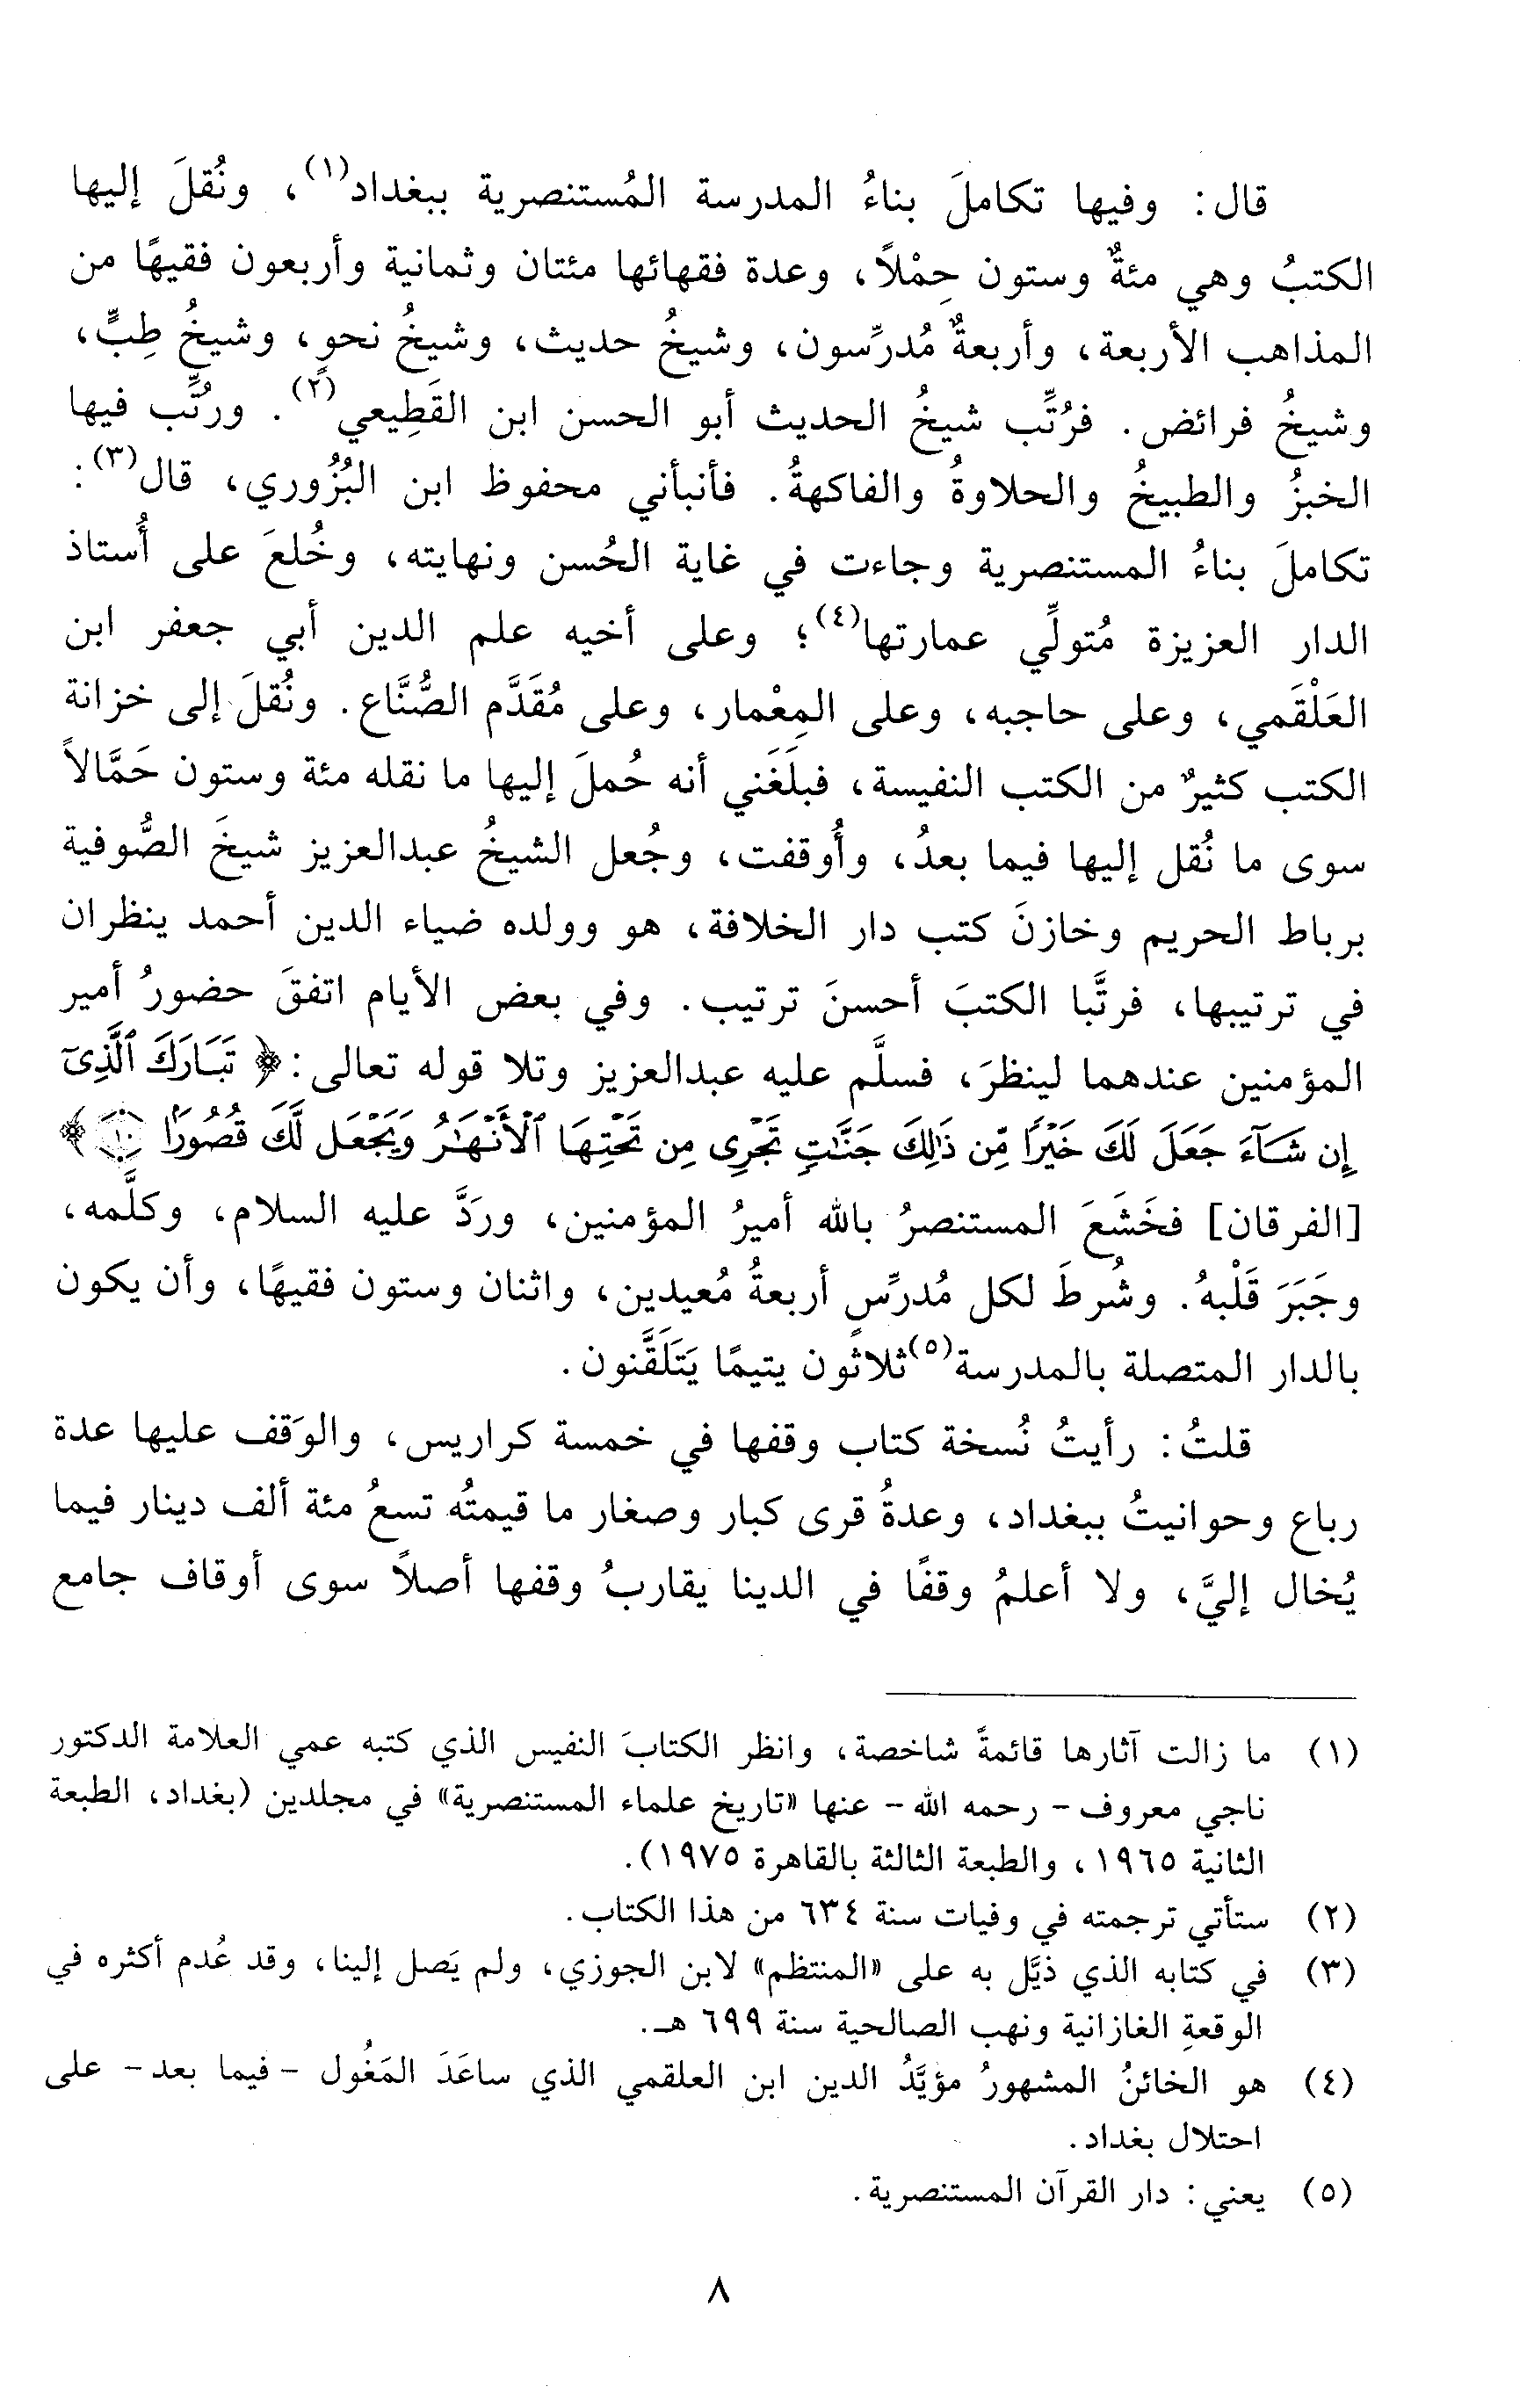 قال: وفيها تكاملَ بناءُ المدرسة المُستنصرية ببغداد(١)، ونُقلَ إليها
الكتبُ وهي مئةٌ وستون حِمْلاً، وعدة فقهائها مئتان وثمانية وأربعون فقيهًا من
المذاهب الأربعة، وأربعةٌ مُدرِّسون، وشيخُ حديث، وشيخُ نحوٍ، وشيخُ طِبٍّ،
وشيخُ فرائض. فرُتِّب شيخُ الحديث أبو الحسن ابن القَطِيعي(٢). ورُتِّب فيها
الخبزُ والطبيخُ والحلاوةُ والفاكهةُ. فأنبأني محفوظ ابن البُزُوري، قال(٣):
تكاملَ بناءُ المستنصرية وجاءت في غاية الحُسن ونهايته، وخُلعَ على أُستاذ
الدار العزيزة مُتولِّي عمارتها(٤)؛ وعلى أخيه علم الدين أبي جعفر ابن
العَلْقَمي، وعلى حاجبه، وعلى المِعْمار، وعلى مُقَدَّم الصُّنَّاع. ونُقلَ إلى خزانة
الكتب كثيرٌ من الكتب النفيسة، فبلَغَني أنه حُملَ إليها ما نقله مئة وستون حَمَّالاً
سوى ما نُقل إليها فيما بعدُ، وأُوقفت، وجُعل الشيخُ عبدالعزيز شيخَ الصُّوفية
برباط الحريم وخازنَ كتب دار الخلافة، هو وولده ضياء الدين أحمد ينظران
في ترتيبها، فرتَّبا الكتبَ أحسنَ ترتيب. وفي بعض الأيام اتفقَ حضورُ أمير
المؤمنين عندهما لينظرَ، فسلَّم عليه عبدالعزيز وتلا قوله تعالى: ﴿ تَبَارَكَ ٱلَّذِىٓ
إِن شَآءَ جَعَلَ لَكَ خَيْرًا مِّن ذَٰلِكَ جَنَّٰتٍ تَجْرِى مِن تَحْتِهَا ٱلْأَنْهَٰرُ وَيَجْعَل لَّكَ قُصُورًۢا ١٠ ﴾
[الفرقان] فخَشَعَ المستنصرُ بالله أميرُ المؤمنين، وردَّ عليه السلام، وكلَّمه،
وجَبَرَ قَلْبهُ. وشُرطَ لكل مُدرِّسٍ أربعةُ مُعيدين، واثنان وستون فقيهًا، وأن يكون
بالدار المتصلة بالمدرسة(٥) ثلاثون يتيمًا يَتَلَقَّنون.
قلتُ: رأيتُ نُسخة كتاب وقفها في خمسة كراريس، والوَقف عليها عدة
رباع وحوانيتُ ببغداد، وعدةُ قرى كبار وصغار ما قيمتُه تسعُ مئة ألف دينار فيما
يُخال إليَّ، ولا أعلمُ وقفًا في الدينا يقاربُ وقفها أصلاً سوى أوقاف جامع
(١) ما زالت آثارها قائمةً شاخصة، وانظر الكتابَ النفيس الذي كتبه عمي العلامة الدكتور
ناجي معروف - رحمه الله - عنها «تاريخ علماء المستنصرية» في مجلدين (بغداد، الطبعة
الثانية ١٩٦٥، والطبعة الثالثة بالقاهرة ١٩٧٥).
(٢) ستأتي ترجمته في وفيات سنة ٦٣٤ من هذا الكتاب.
(٣) في كتابه الذي ذيَّل به على «المنتظم» لابن الجوزي، ولم يَصل إلينا، وقد عُدم أكثره في
الوقعةِ الغازانية ونهب الصالحية سنة ٦٩٩ هـ.
(٤) هو الخائنُ المشهورُ مؤيَّدُ الدين ابن العلقمي الذي ساعَدَ المَغُول - فيما بعد - على
احتلال بغداد.
(٥) يعني: دار القرآن المستنصرية.
٨